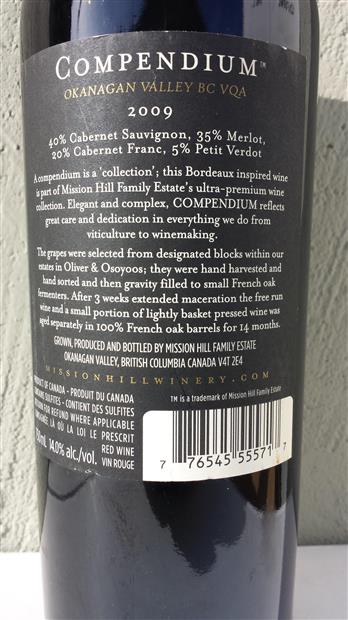 COMPENDIUM™
OKANAGAN VALLEY BC VQA
2009
40% Cabernet Sauvignon, 35% Merlot,
20% Cabernet Franc, 5% Petit Verdot
A compendium is a 'collection'; this Bordeaux inspired wine
is part of Mission Hill Family Estate's ultra-premium wine
collection. Elegant and complex, COMPENDIUM reflects
great care and dedication in everything we do from
viticulture to winemaking.
The grapes were selected from designated blocks within our
estates in Oliver & Osoyoos; they were hand harvested and
hand sorted and then gravity filled to small French oak
fermenters. After 3 weeks extended maceration the free run
wine and a small portion of lightly basket pressed wine was
aged separately in 100% French oak barrels for 14 months.
GROWN, PRODUCED AND BOTTLED BY MISSION HILL FAMILY ESTATE
OKANAGAN VALLEY, BRITISH COLUMBIA CANADA V4T 2E4
MISSIONHILLWINERY.COM
PRODUCT OF CANADA - PRODUIT DU CANADA
SULFITES - CONTIENT DES SULFITES
FOR REFUND WHERE APPLICABLE
LÀ OÙ LA LOI LE PRESCRIT
750mL 14.0% alc./vol.
RED WINE
VIN ROUGE
™ is a trademark of Mission Hill Family Estate
7 76545 55571 7